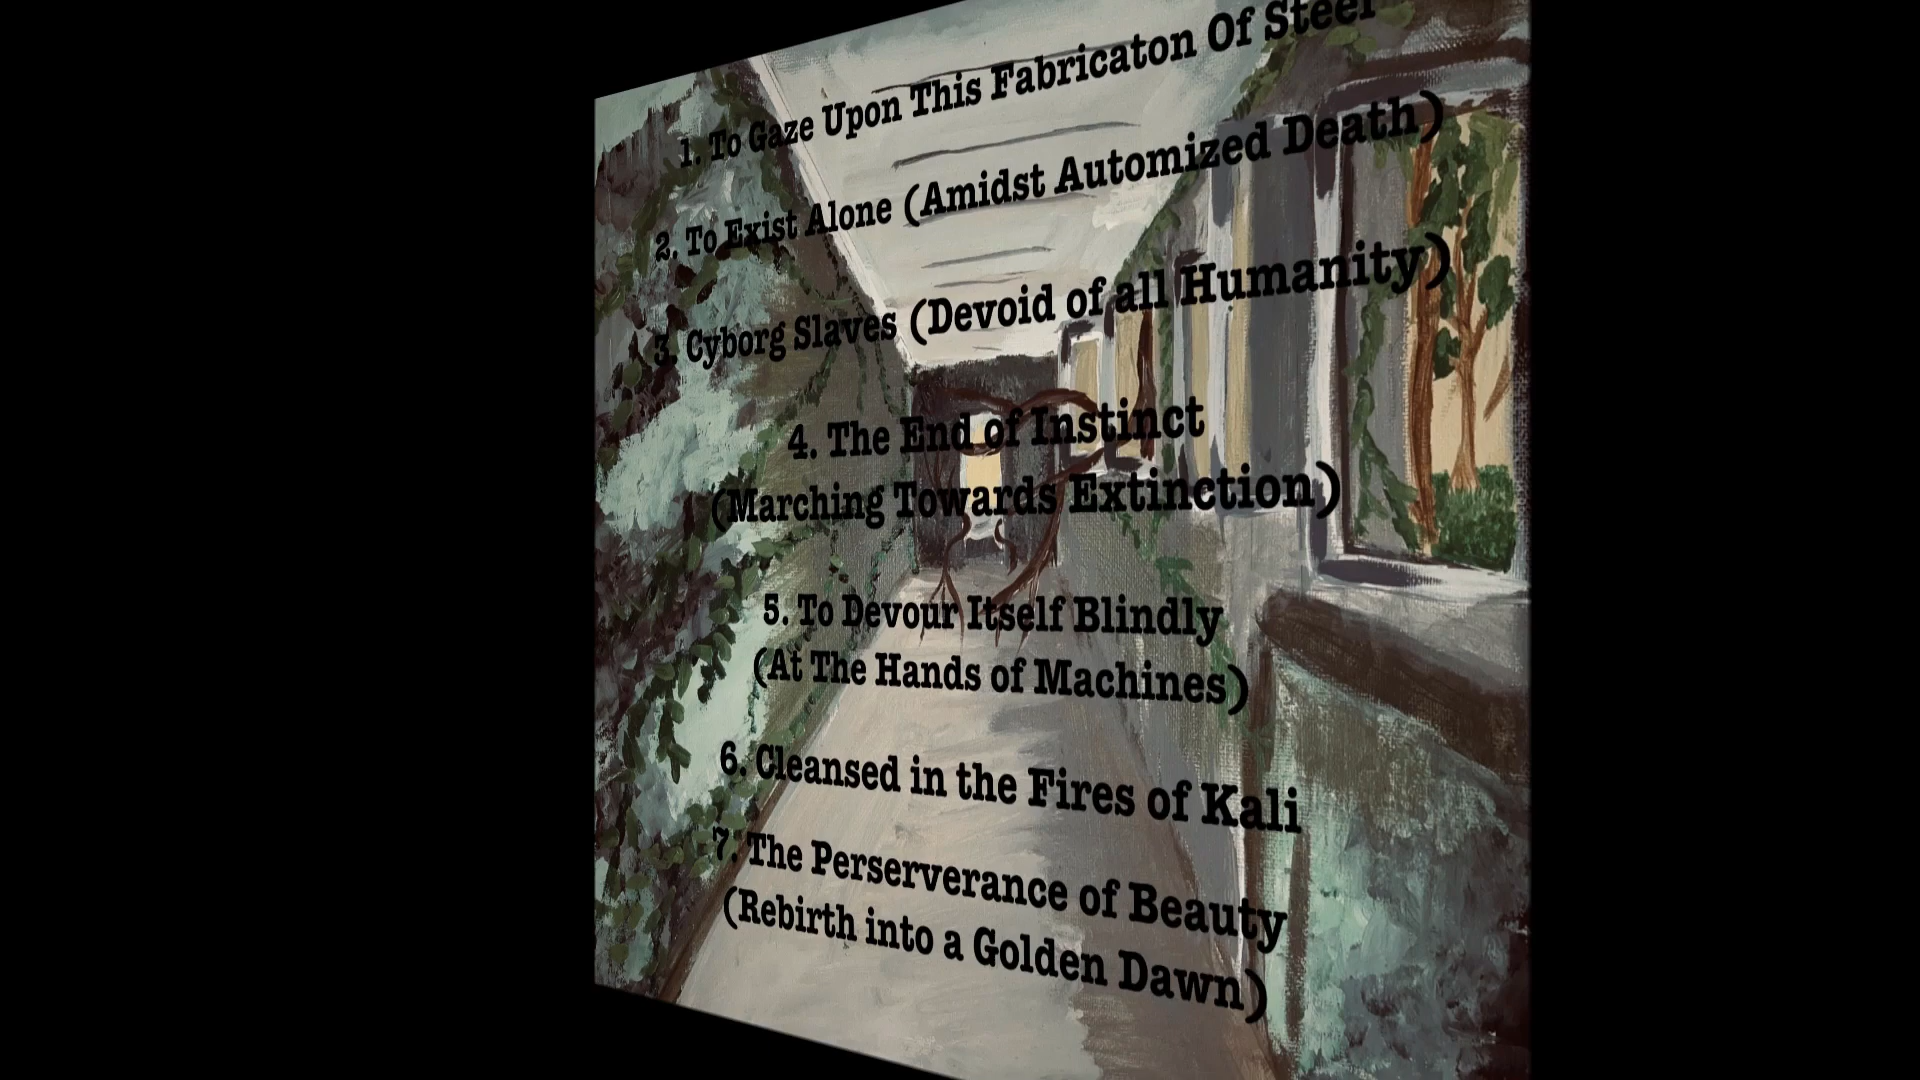 1. To Gaze Upon This Fabricaton Of Steel
2. To Exist Alone (Amidst Automized Death)
3. Cyborg Slaves (Devoid of all Humanity)
4. The End of Instinct
(Marching Towards Extinction)
5. To Devour Itself Blindly
(At The Hands of Machines)
6. Cleansed in the Fires of Kali
7. The Perserverance of Beauty
(Rebirth into a Golden Dawn)